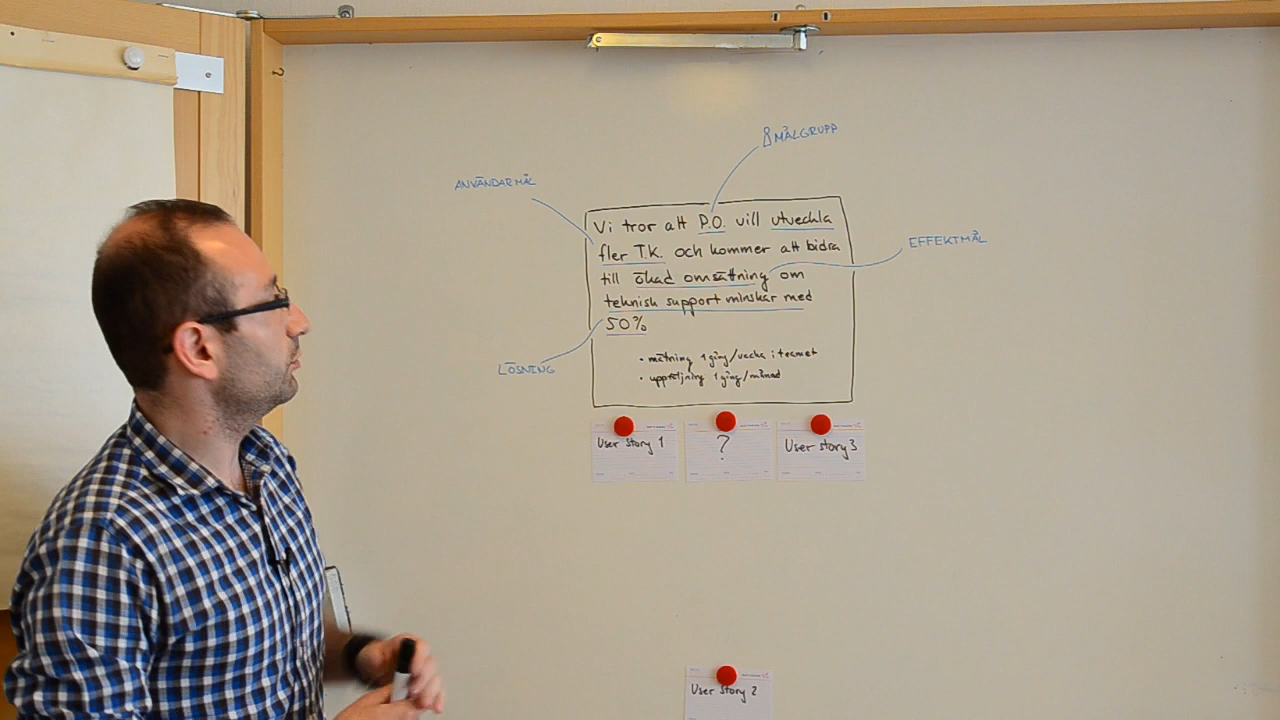 MÅLGRUPP
ANVÄNDARMÅL
Vi tror att P.O. vill utveckla
fler T.K. och kommer att bidra
till ökad omsättning om
teknisk support minskar med
50%
EFFEKTMÅL
LÖSNING
• mätning 1 gång/vecka i teamet
• uppföljning 1 gång/månad
User Story 1
?
User Story 3
User Story 2